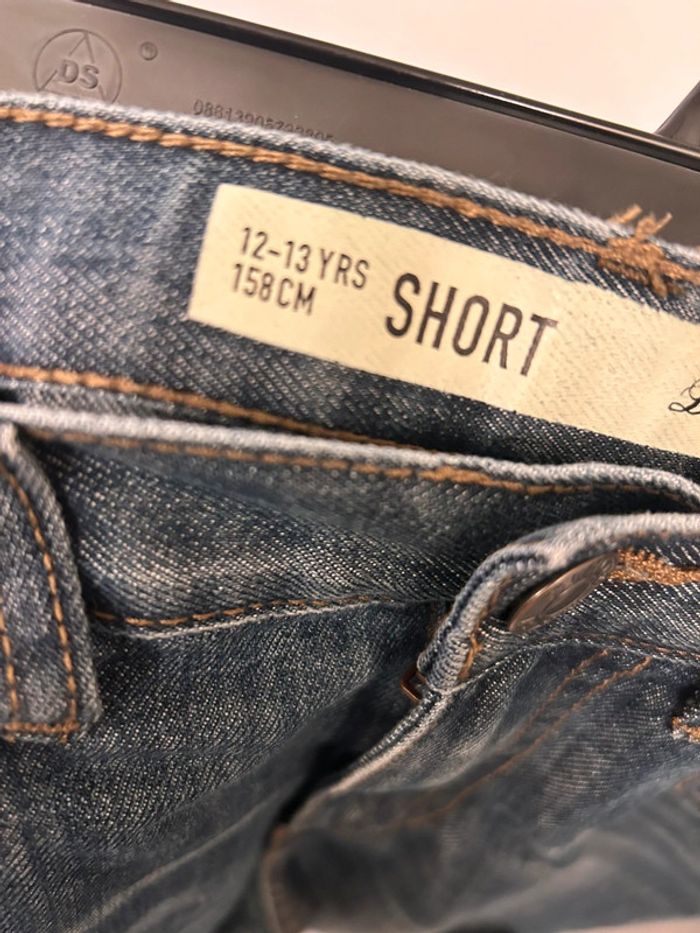 DS
®
12-13 YRS
158 CM
SHORT